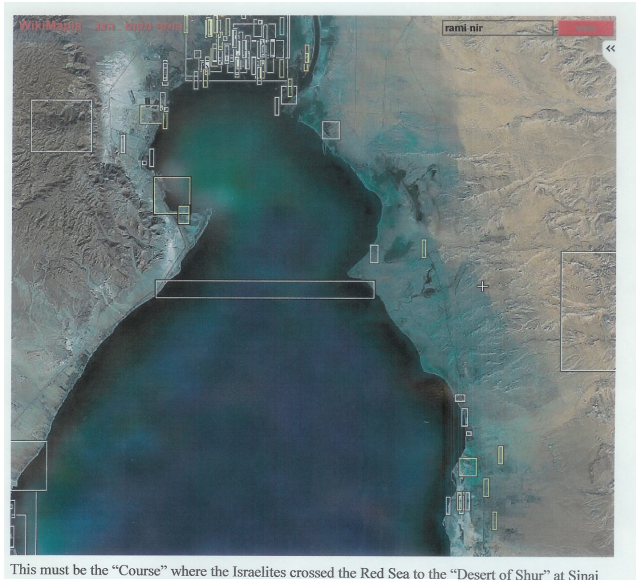 WikiMapia
rami nir
«
This must be the “Course” where the Israelites crossed the Red Sea to the “Desert of Shur” at Sinai